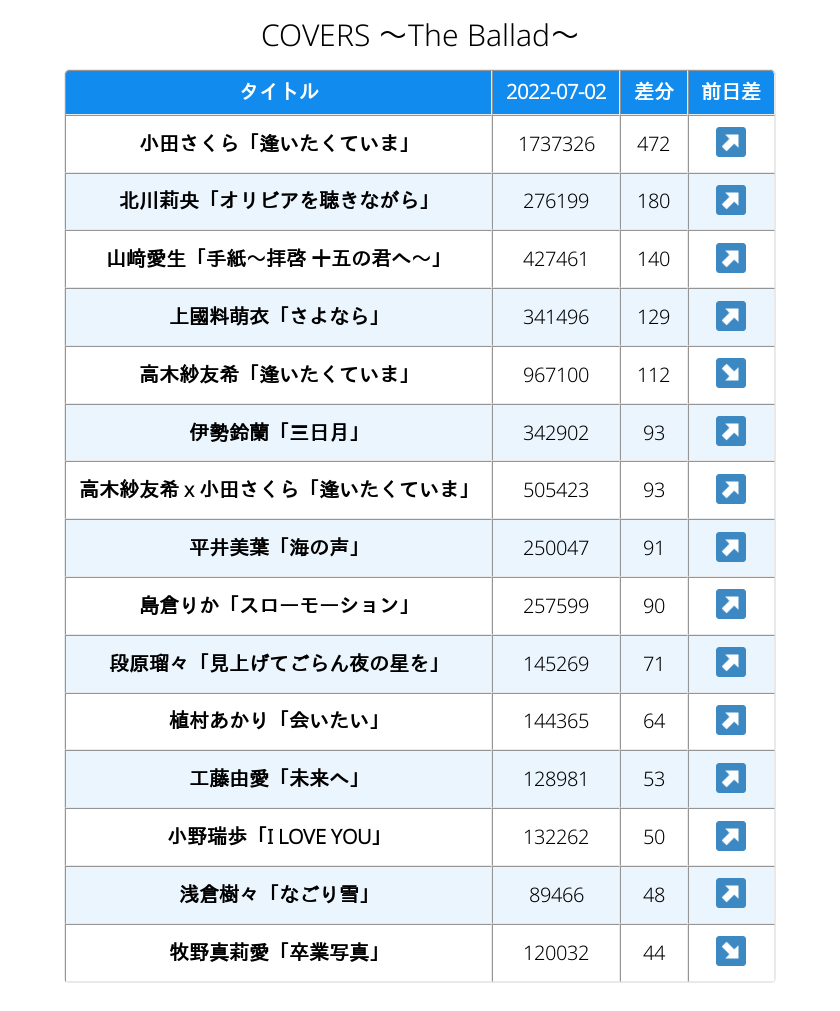 COVERS ～The Ballad～
タイトル 2022-07-02 差分 前日差
小田さくら「逢いたくていま」 1737326 472 ↗
北川莉央「オリビアを聴きながら」 276199 180 ↗
山﨑愛生「手紙～拝啓 十五の君へ～」 427461 140 ↗
上國料萌衣「さよなら」 341496 129 ↗
高木紗友希「逢いたくていま」 967100 112 ↘
伊勢鈴蘭「三日月」 342902 93 ↗
高木紗友希 x 小田さくら「逢いたくていま」 505423 93 ↗
平井美葉「海の声」 250047 91 ↗
島倉りか「スローモーション」 257599 90 ↗
段原瑠々「見上げてごらん夜の星を」 145269 71 ↗
植村あかり「会いたい」 144365 64 ↗
工藤由愛「未来へ」 128981 53 ↗
小野瑞歩「I LOVE YOU」 132262 50 ↗
浅倉樹々「なごり雪」 89466 48 ↗
牧野真莉愛「卒業写真」 120032 44 ↘